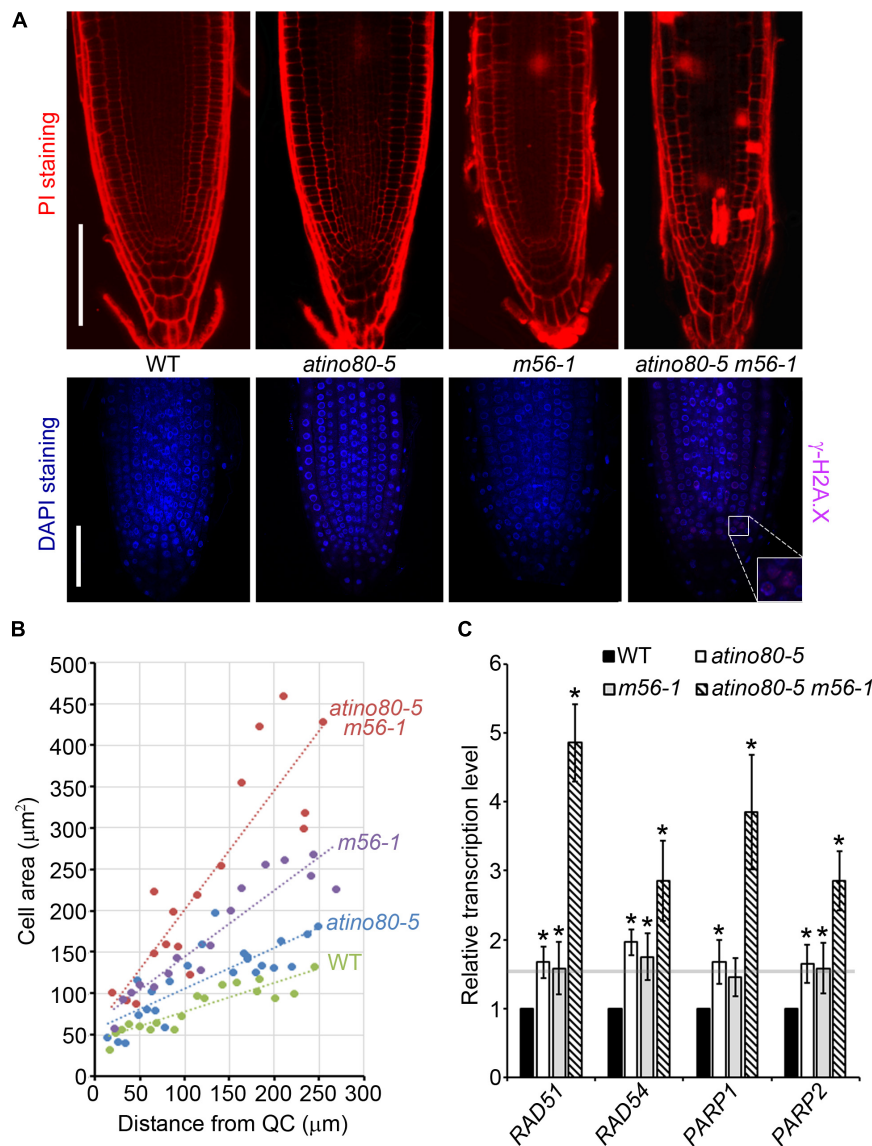 A
PI staining
WT
atino80-5
m56-1
atino80-5 m56-1
DAPI staining
γ-H2A.X
B
500
450
400
350
300
250
200
150
100
50
0
0 50 100 150 200 250 300
Cell area (μm²)
Distance from QC (μm)
atino80-5
m56-1
m56-1
atino80-5
WT
C
WT
atino80-5
m56-1
atino80-5 m56-1
Relative transcription level
6
5
4
3
2
1
0
*
* * *
* * *
* *
* * *
RAD51
RAD54
PARP1
PARP2